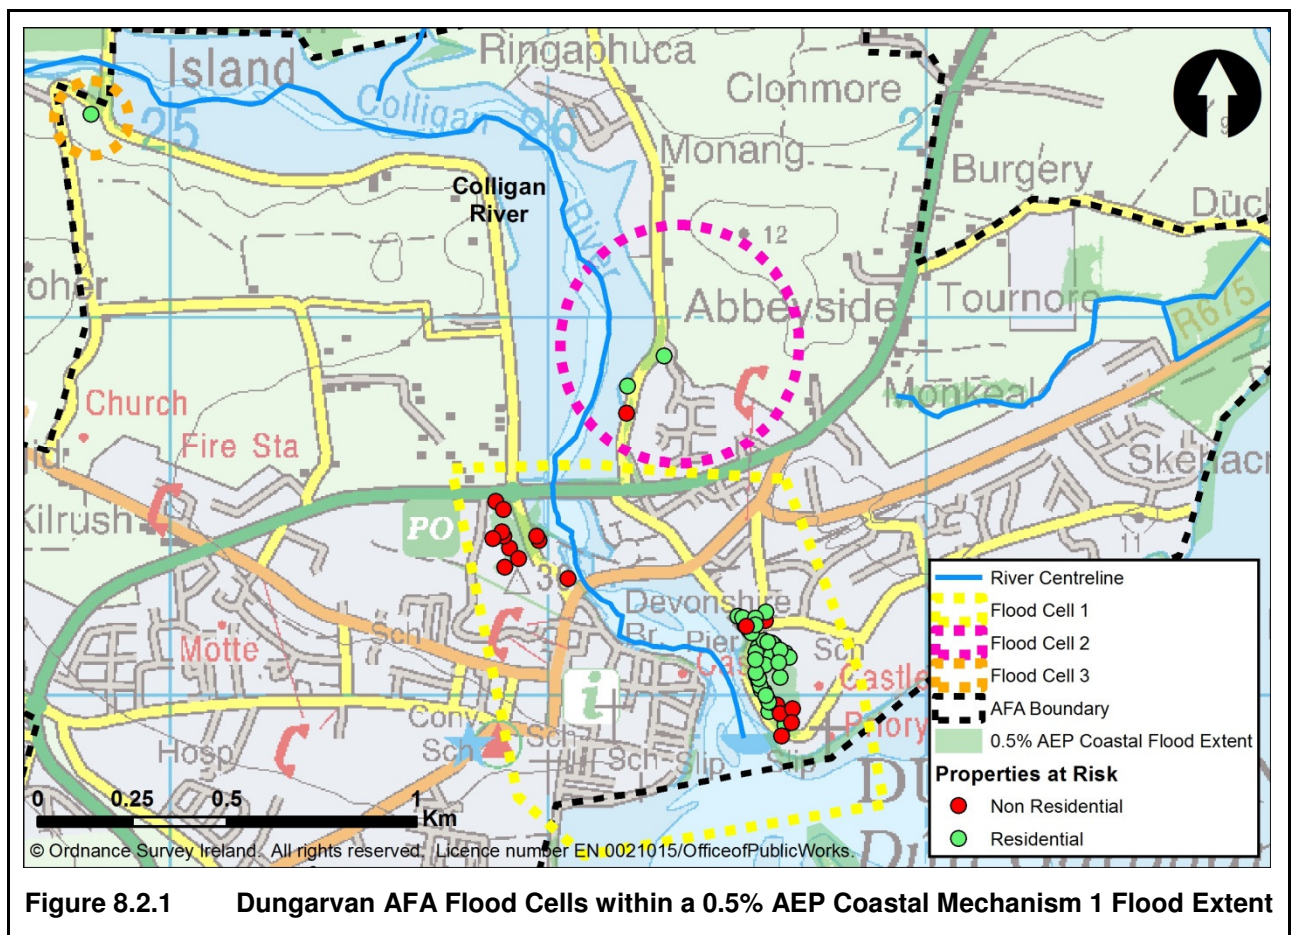 Island
Ringaphuca
Clonmore
Colligan
25
26
Monang
Burgery
9
Colligan
River
River
12
Abbeyside
Tournore
R675
Monkeal
Church
Fire Sta
Kilrush
PO
3
11
Devonshire
Br
Pier
Sch
Sch
Motte
Castle
Priory
Conv
Sch
Sch
Hosp
Sch
Slip
Slip
i
River Centreline
Flood Cell 1
Flood Cell 2
Flood Cell 3
AFA Boundary
0.5% AEP Coastal Flood Extent
Properties at Risk
Non Residential
Residential
0 0.25 0.5 1
Km
© Ordnance Survey Ireland. All rights reserved. Licence number EN 0021015/OfficeofPublicWorks.
Figure 8.2.1 Dungarvan AFA Flood Cells within a 0.5% AEP Coastal Mechanism 1 Flood Extent